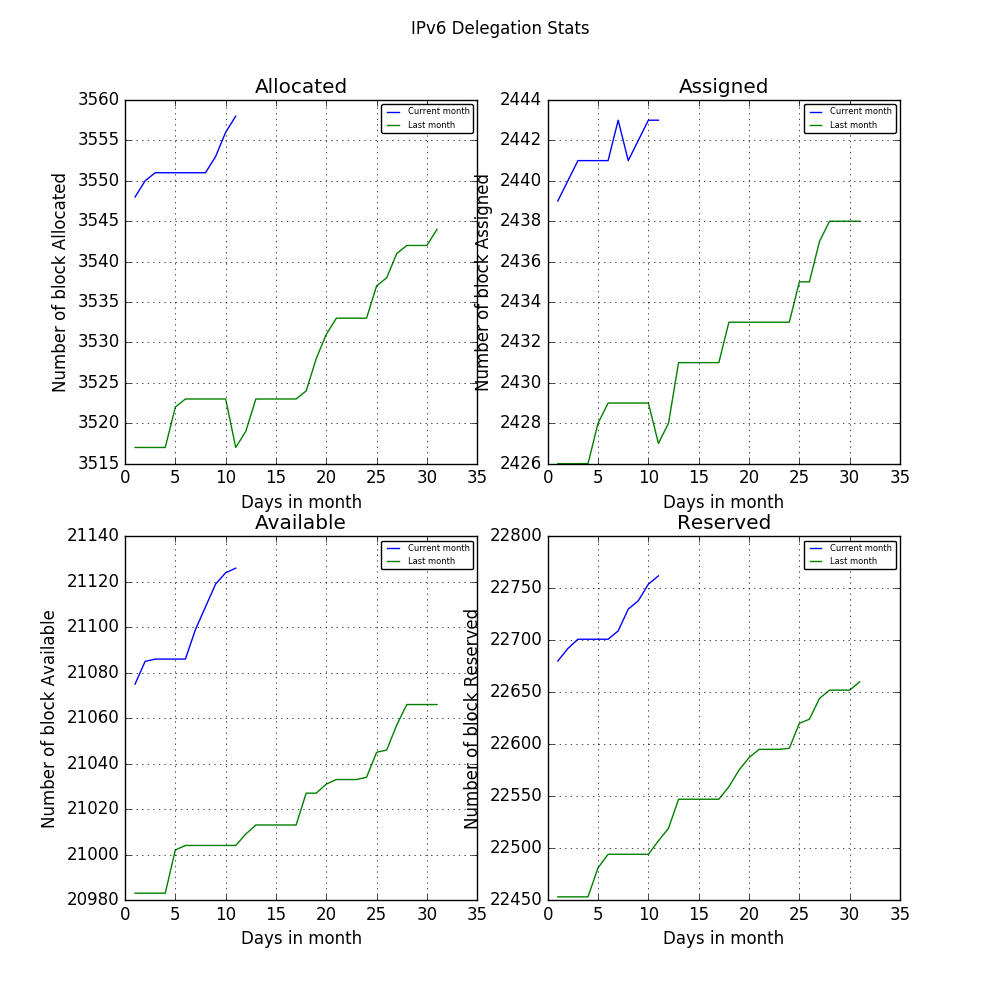 IPv6 Delegation Stats
Allocated
Number of block Allocated
3560
3555
3550
3545
3540
3535
3530
3525
3520
3515
Current month
Last month
0 5 10 15 20 25 30 35
Days in month
Assigned
Number of block Assigned
2444
2442
2440
2438
2436
2434
2432
2430
2428
2426
Current month
Last month
0 5 10 15 20 25 30 35
Days in month
Available
Number of block Available
21140
21120
21100
21080
21060
21040
21020
21000
20980
Current month
Last month
0 5 10 15 20 25 30 35
Days in month
Reserved
Number of block Reserved
22800
22750
22700
22650
22600
22550
22500
22450
Current month
Last month
0 5 10 15 20 25 30 35
Days in month